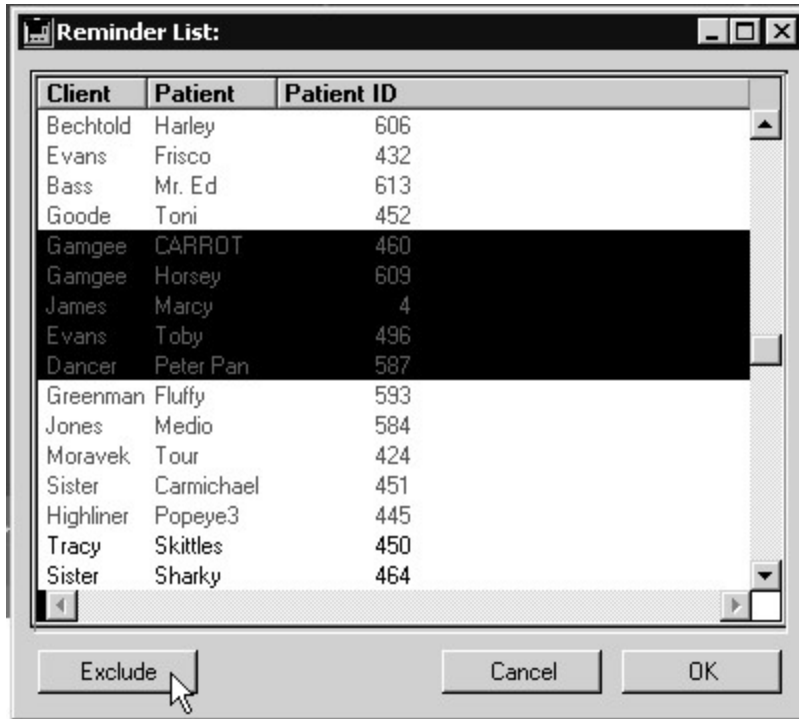 Reminder List:
Client Patient Patient ID
Bechtold Harley 606
Evans Frisco 432
Bass Mr. Ed 613
Goode Toni 452
Gamgee CARROT 460
Gamgee Horsey 609
James Marcy 4
Evans Toby 496
Dancer Peter Pan 587
Greenman Fluffy 593
Jones Medio 584
Moravek Tour 424
Sister Carmichael 451
Highliner Popeye3 445
Tracy Skittles 450
Sister Sharky 464
Exclude Cancel OK